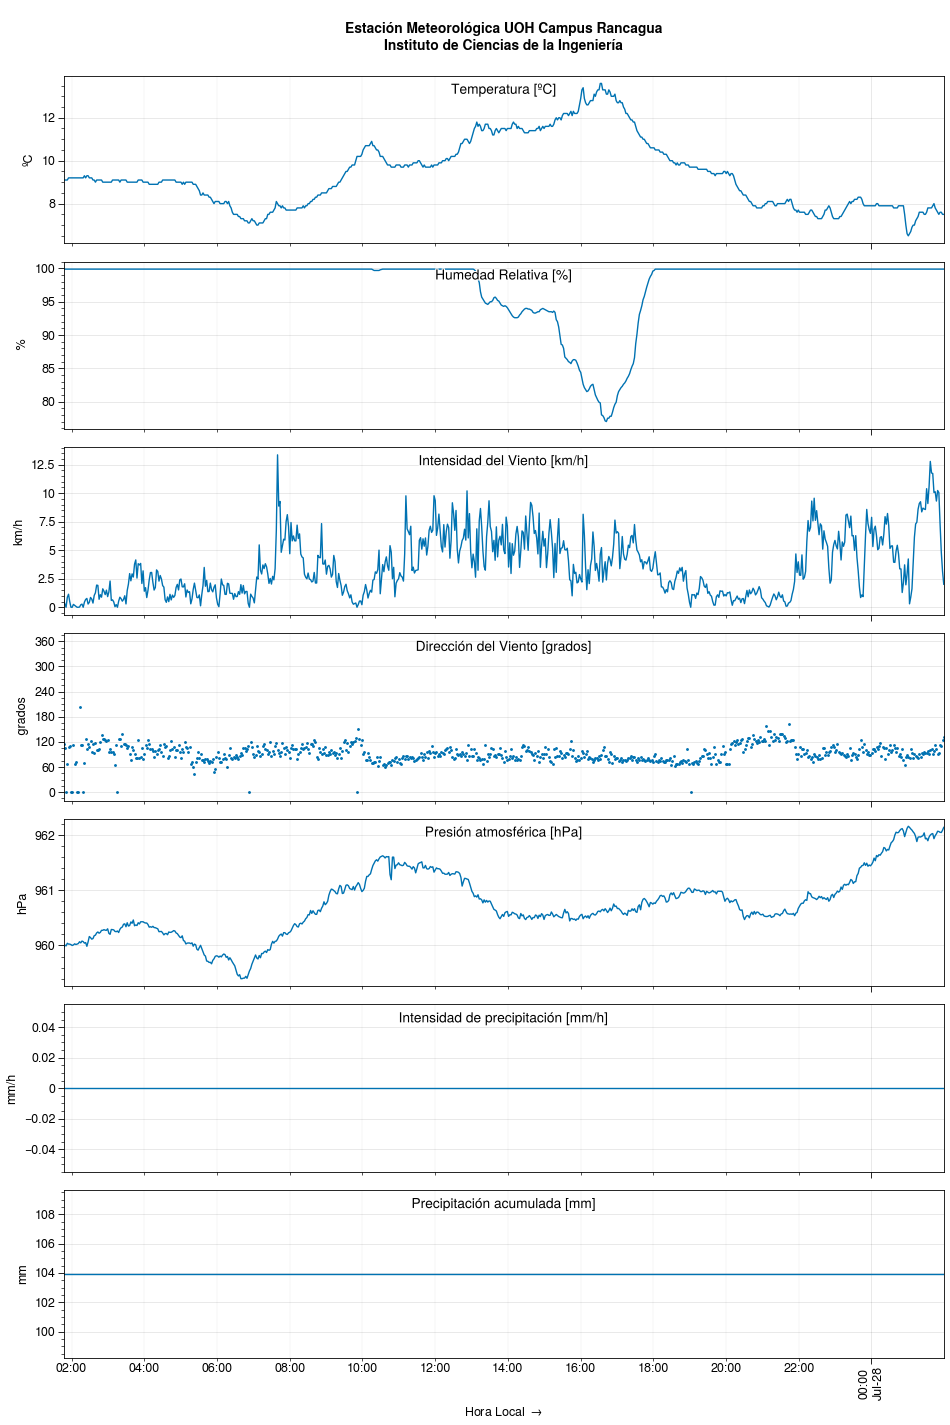 Estación Meteorológica UOH Campus Rancagua
Instituto de Ciencias de la Ingeniería
Temperatura [ºC]
12
10
8
ºC
Humedad Relativa [%]
100
95
90
85
80
%
Intensidad del Viento [km/h]
12.5
10
7.5
5
2.5
0
km/h
Dirección del Viento [grados]
360
300
240
180
120
60
0
grados
Presión atmosférica [hPa]
962
961
960
hPa
Intensidad de precipitación [mm/h]
0.04
0.02
0
−0.02
−0.04
mm/h
Precipitación acumulada [mm]
108
106
104
102
100
mm
02:00 04:00 06:00 08:00 10:00 12:00 14:00 16:00 18:00 20:00 22:00 00:00
Jul-28
Hora Local →